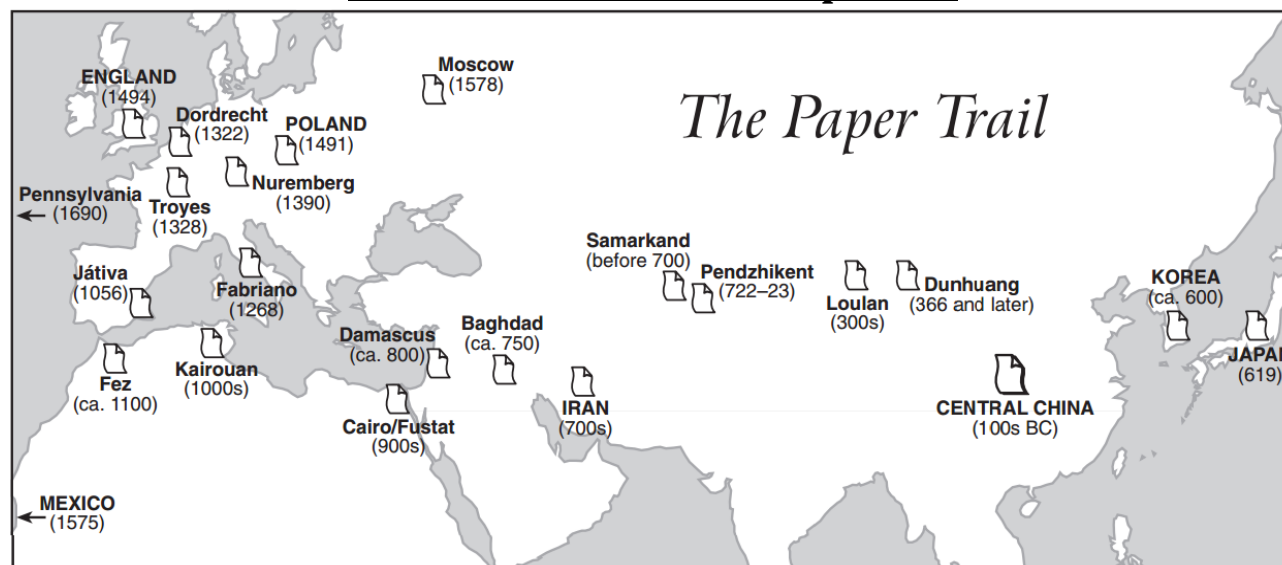 The Paper Trail
Moscow
(1578)
ENGLAND
(1494)
Dordrecht
(1322)
POLAND
(1491)
Nuremberg
(1390)
Pennsylvania
(1690)
Troyes
(1328)
Játiva
(1056)
Fabriano
(1268)
Samarkand
(before 700)
Pendzhikent
(722–23)
Loulan
(300s)
Dunhuang
(366 and later)
KOREA
(ca. 600)
JAPAN
(619)
Damascus
(ca. 800)
Baghdad
(ca. 750)
Kairouan
(1000s)
Fez
(ca. 1100)
Cairo/Fustat
(900s)
IRAN
(700s)
CENTRAL CHINA
(100s BC)
MEXICO
(1575)